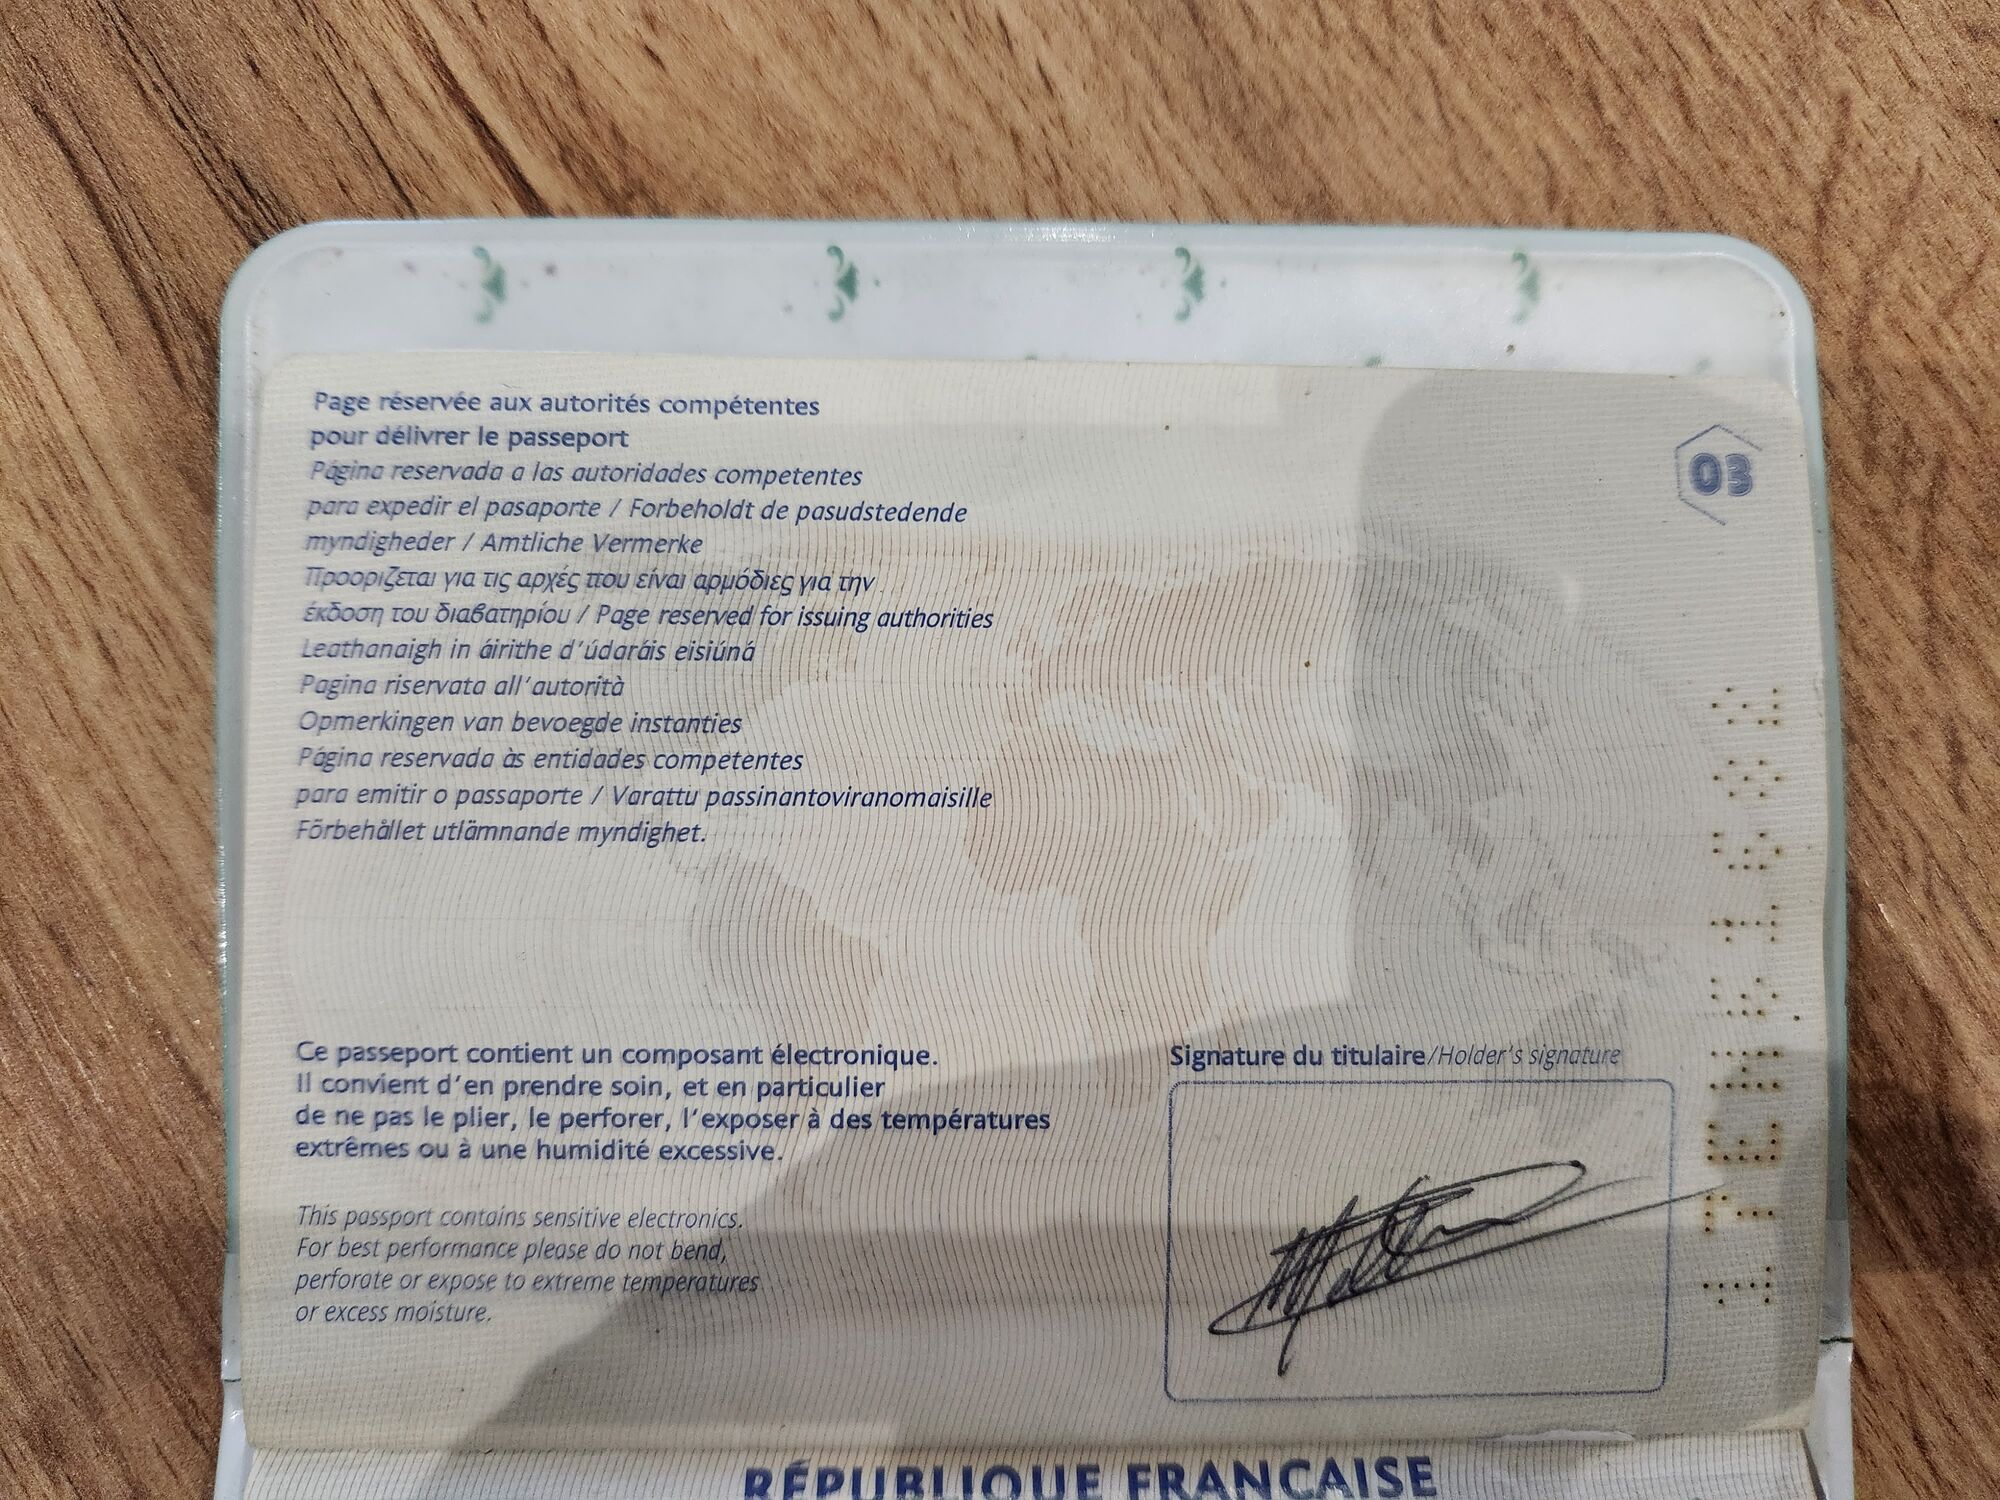 Page réservée aux autorités compétentes
pour délivrer le passeport
Página reservada a las autoridades competentes
para expedir el pasaporte / Forbeholdt de pasudstedende
myndigheder / Amtliche Vermerke
Προορίζεται για τις αρχές που είναι αρμόδιες για την
έκδοση του διαβατηρίου / Page reserved for issuing authorities
Leathanaigh in áirithe d'údaráis eisiúná
Pagina riservata all'autorità
Opmerkingen van bevoegde instanties
Página reservada às entidades competentes
para emitir o passaporte / Varattu passinantoviranomaisille
Förbehållet utlämnande myndighet.
03
Ce passeport contient un composant électronique.
Il convient d'en prendre soin, et en particulier
de ne pas le plier, le perforer, l'exposer à des températures
extrêmes ou à une humidité excessive.
This passport contains sensitive electronics.
For best performance please do not bend,
perforate or expose to extreme temperatures
or excess moisture.
Signature du titulaire/Holder's signature
RÉPUBLIQUE FRANÇAISE